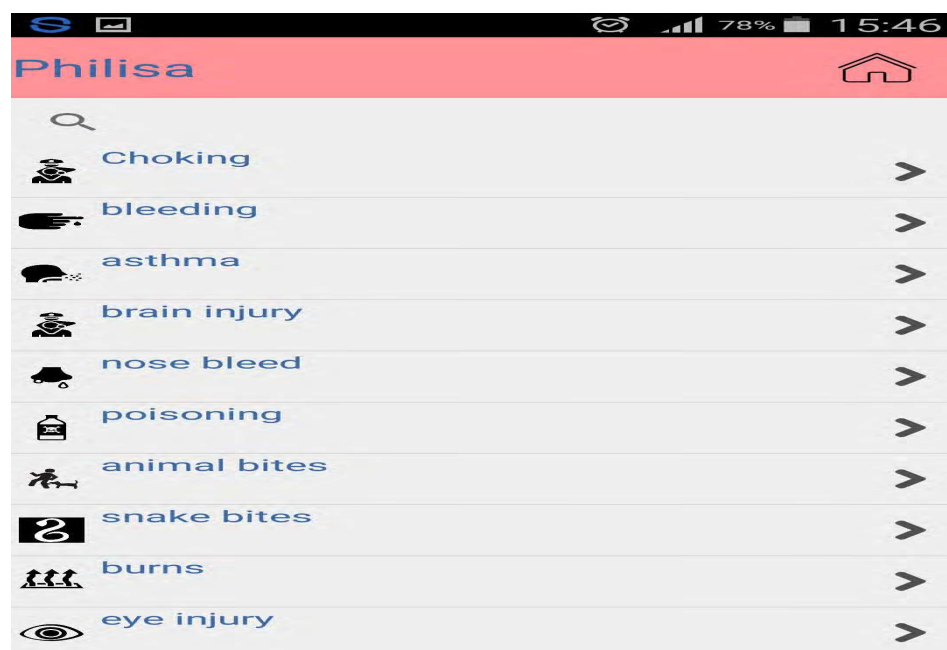 78% 15:46
Philisa
Choking
bleeding
asthma
brain injury
nose bleed
poisoning
animal bites
snake bites
burns
eye injury